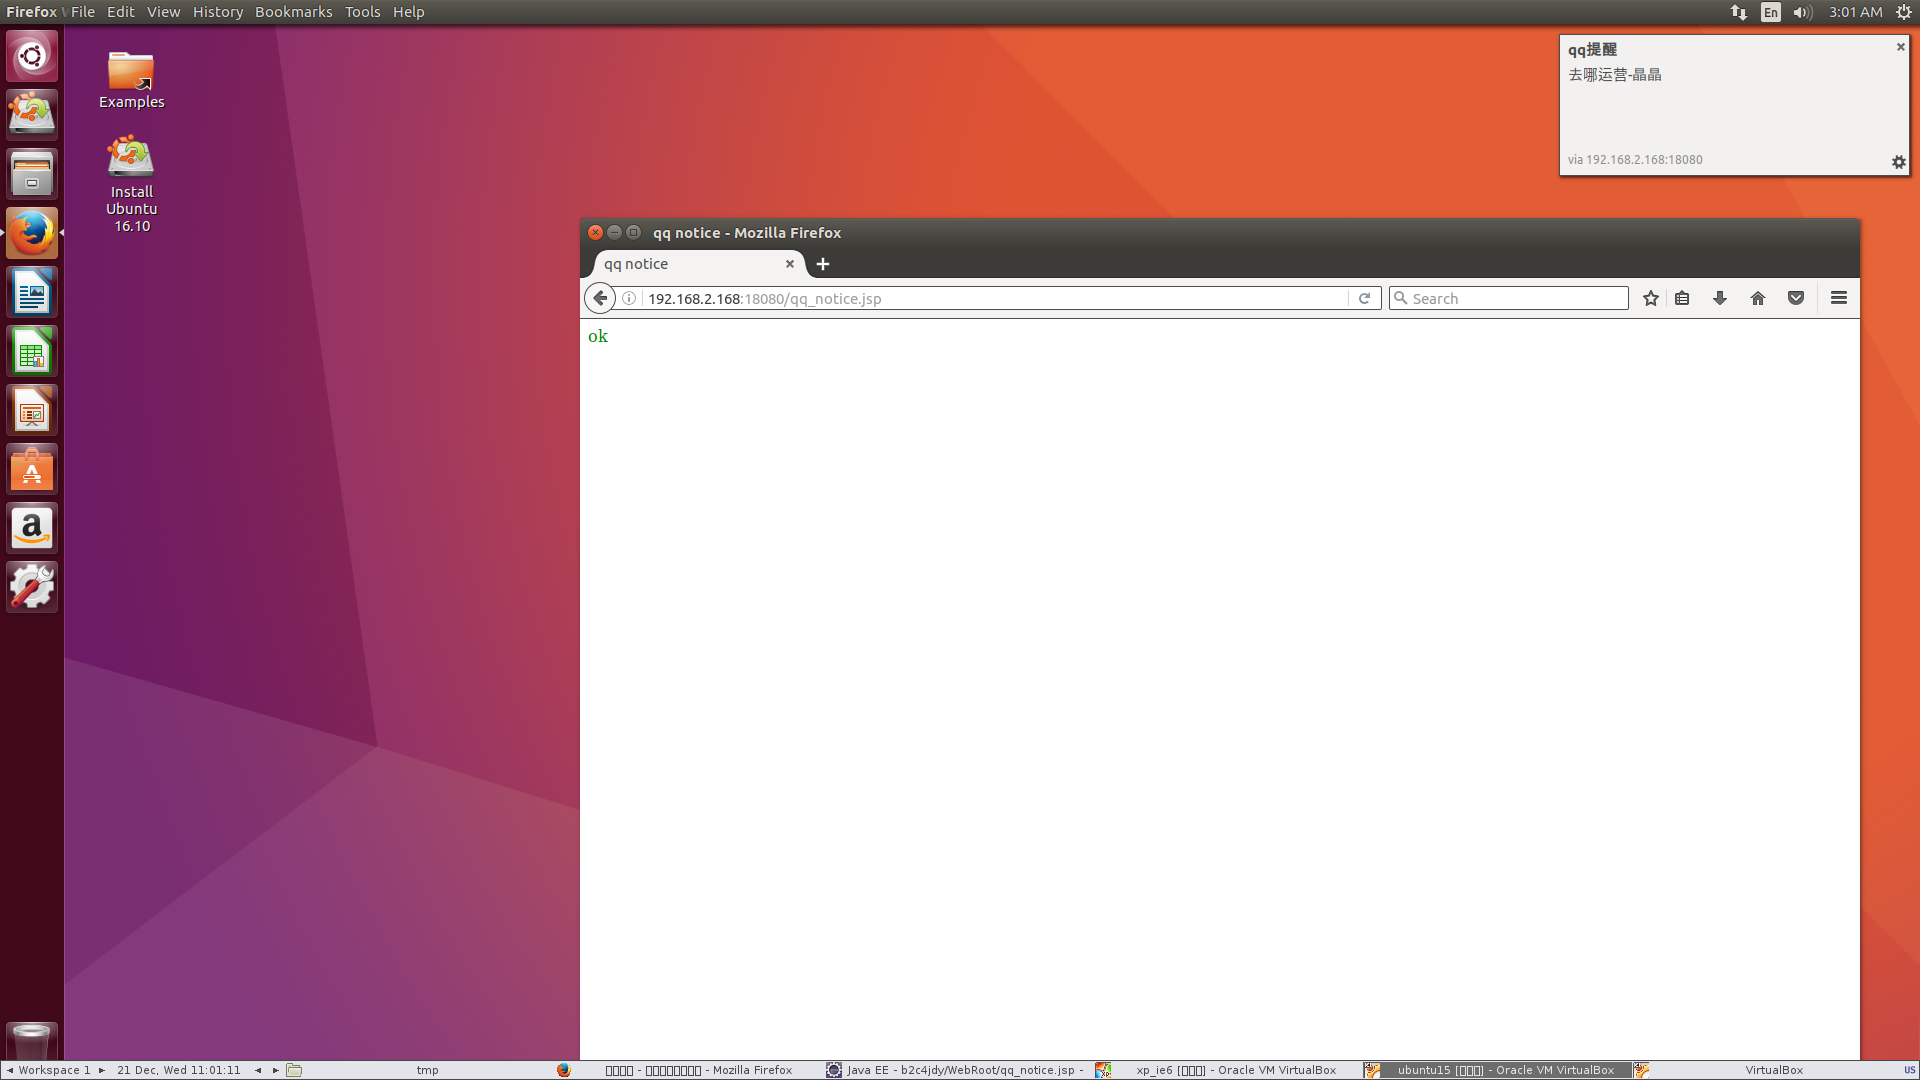 Firefox
File Edit View History Bookmarks Tools Help
En
3:01 AM
qq提醒
去哪运营-晶晶
via 192.168.2.168:18080
Examples
Install
Ubuntu
16.10
qq notice - Mozilla Firefox
qq notice
192.168.2.168:18080/qq_notice.jsp
Search
ok
Workspace 1
21 Dec, Wed 11:01:11
tmp
- Mozilla Firefox
Java EE - b2c4jdy/WebRoot/qq_notice.jsp -
xp_ie6 [] - Oracle VM VirtualBox
ubuntu15 [] - Oracle VM VirtualBox
VirtualBox
US